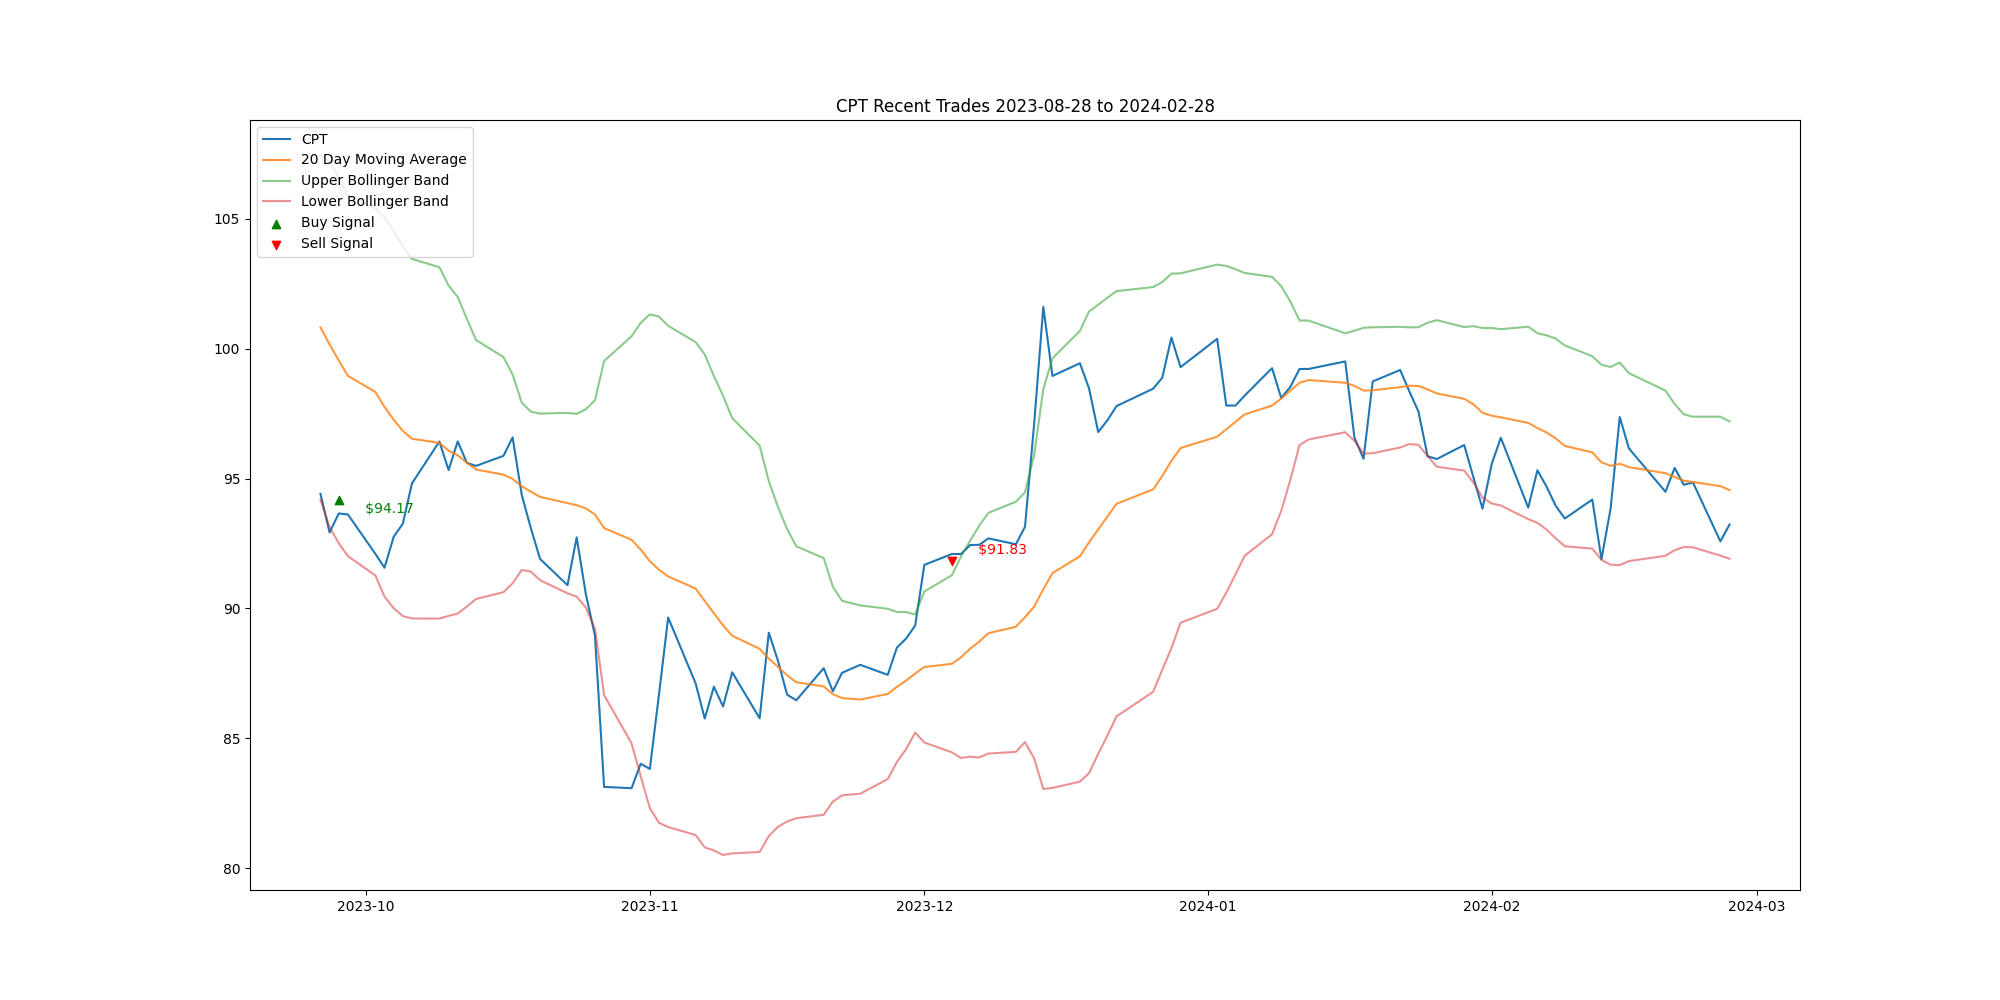 CPT Recent Trades 2023-08-28 to 2024-02-28
CPT
20 Day Moving Average
Upper Bollinger Band
Lower Bollinger Band
Buy Signal
Sell Signal
105
100
95
90
85
80
$94.17
$91.83
2023-10
2023-11
2023-12
2024-01
2024-02
2024-03